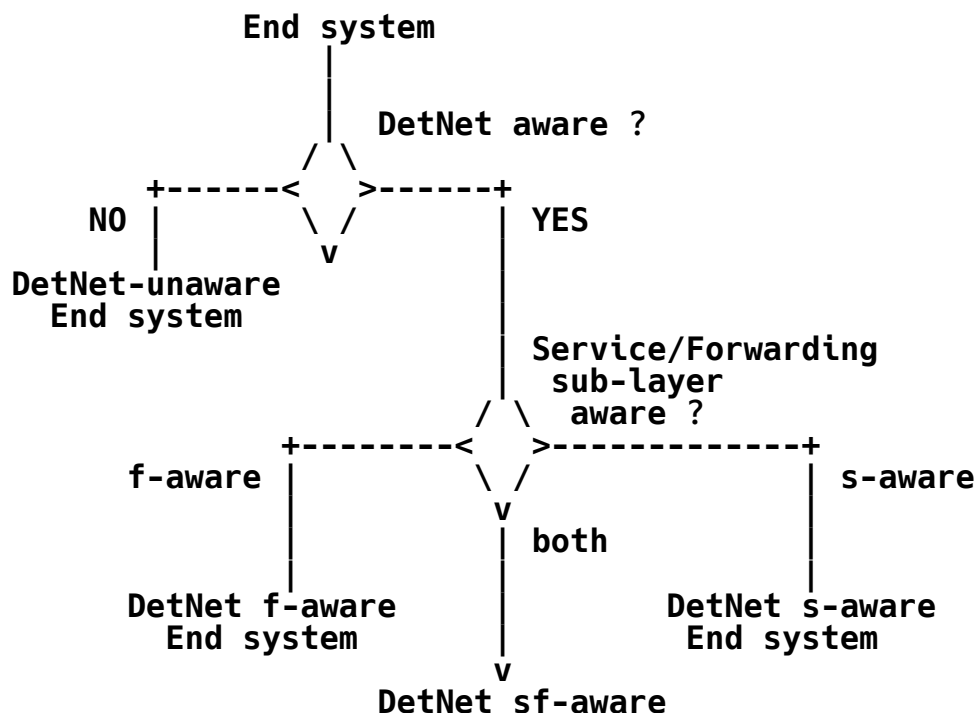 End system
DetNet aware ?
NO
YES
DetNet-unaware
End system
Service/Forwarding
sub-layer
aware ?
f-aware
s-aware
both
DetNet f-aware
End system
DetNet s-aware
End system
DetNet sf-aware